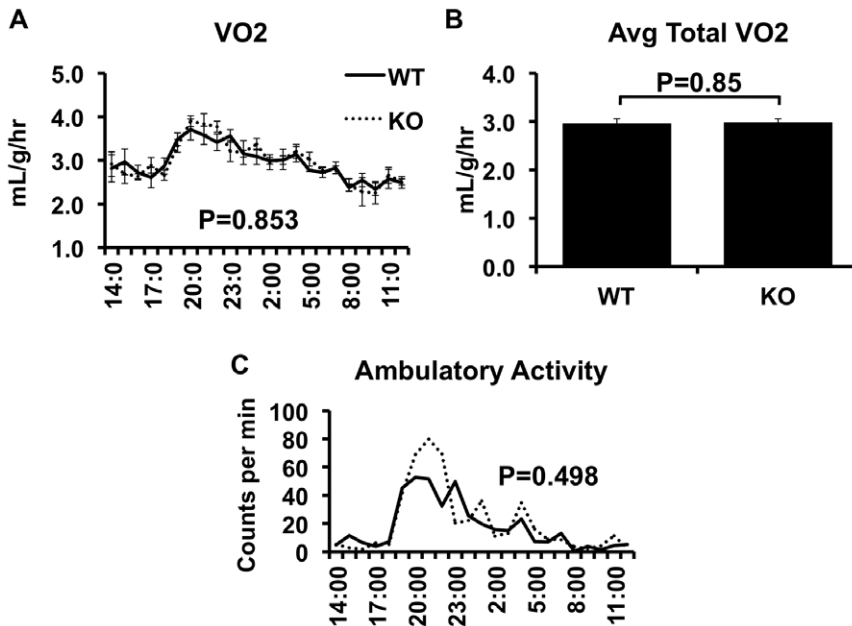 A
VO2
5.0
4.0
3.0
2.0
1.0
mL/g/hr
WT
KO
P=0.853
14:0
17:0
20:0
23:0
2:00
5:00
8:00
11:0
B
Avg Total VO2
4.0
3.0
2.0
1.0
0.0
mL/g/hr
P=0.85
WT
KO
C
Ambulatory Activity
100
80
60
40
20
0
Counts per min
P=0.498
14:00
17:00
20:00
23:00
2:00
5:00
8:00
11:00